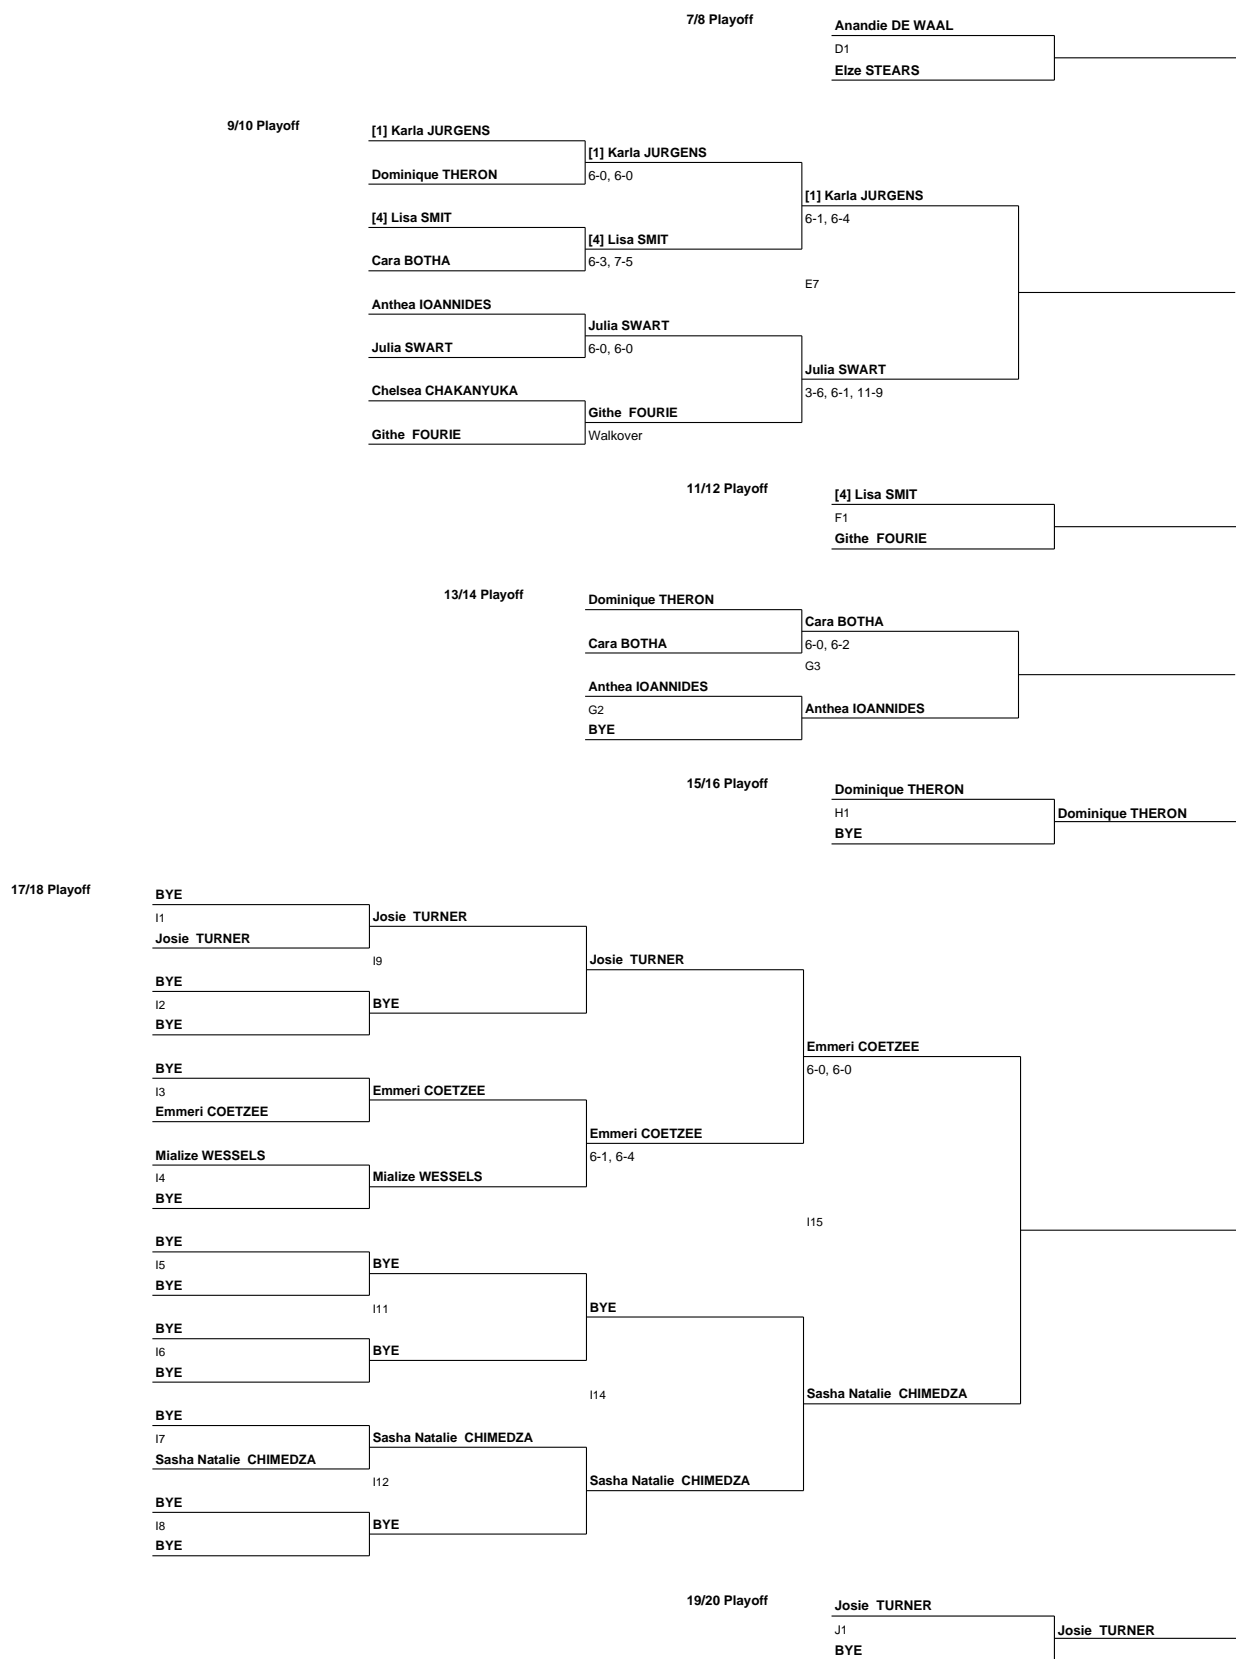 7/8 Playoff
Anandie DE WAAL
D1
Elze STEARS
9/10 Playoff
[1] Karla JURGENS
[1] Karla JURGENS
Dominique THERON
6-0, 6-0
[1] Karla JURGENS
[4] Lisa SMIT
6-1, 6-4
[4] Lisa SMIT
Cara BOTHA
6-3, 7-5
E7
Anthea IOANNIDES
Julia SWART
Julia SWART
6-0, 6-0
Julia SWART
Chelsea CHAKANYUKA
3-6, 6-1, 11-9
Githe FOURIE
Githe FOURIE
Walkover
11/12 Playoff
[4] Lisa SMIT
F1
Githe FOURIE
13/14 Playoff
Dominique THERON
Cara BOTHA
Cara BOTHA
6-0, 6-2
G3
Anthea IOANNIDES
G2
Anthea IOANNIDES
BYE
15/16 Playoff
Dominique THERON
H1
Dominique THERON
BYE
17/18 Playoff
BYE
I1
Josie TURNER
Josie TURNER
I9
Josie TURNER
BYE
I2
BYE
BYE
Emmeri COETZEE
BYE
6-0, 6-0
I3
Emmeri COETZEE
Emmeri COETZEE
Emmeri COETZEE
Mialize WESSELS
6-1, 6-4
I4
Mialize WESSELS
BYE
I15
BYE
I5
BYE
BYE
I11
BYE
BYE
I6
BYE
BYE
I14
Sasha Natalie CHIMEDZA
BYE
I7
Sasha Natalie CHIMEDZA
Sasha Natalie CHIMEDZA
I12
Sasha Natalie CHIMEDZA
BYE
I8
BYE
BYE
19/20 Playoff
Josie TURNER
J1
Josie TURNER
BYE